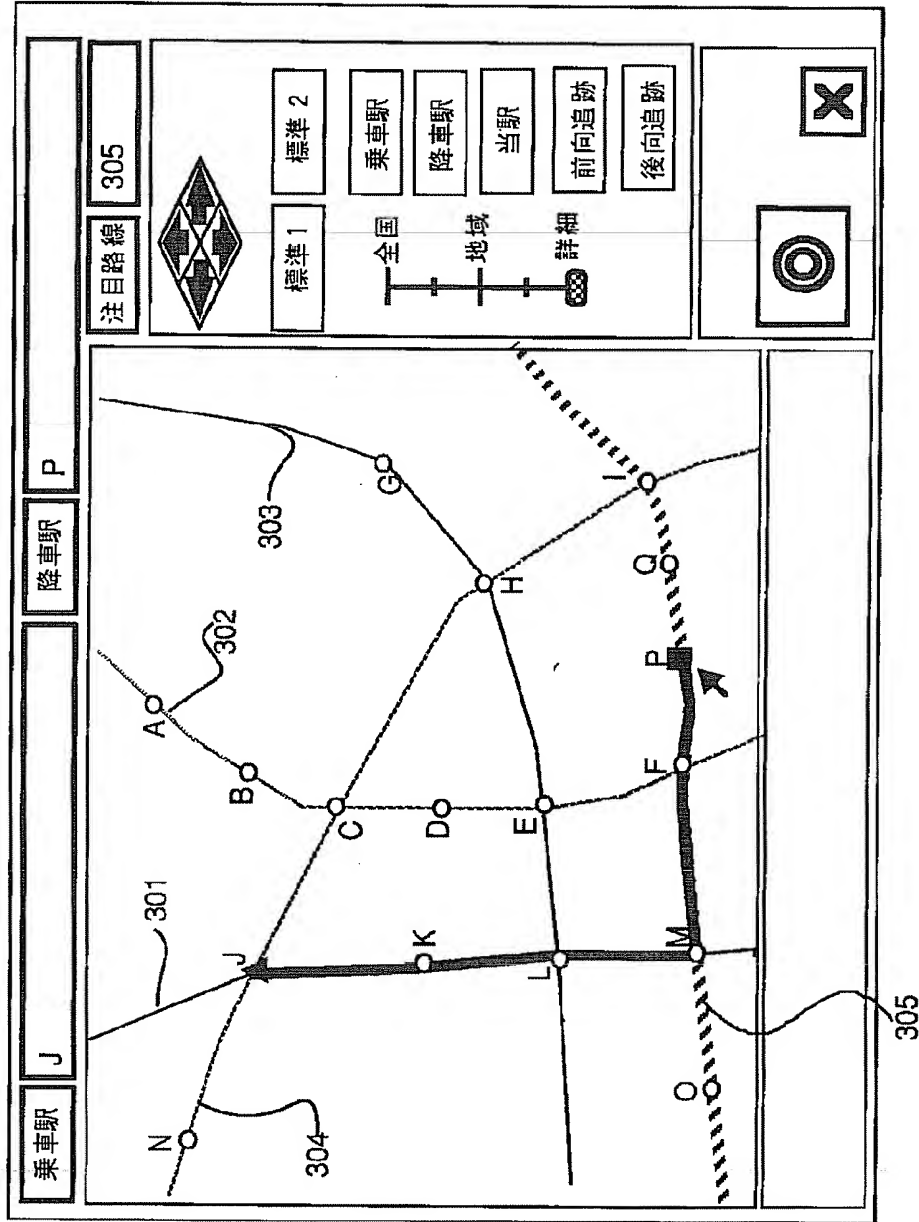 乗車駅 J 降車駅 P
注目路線 305
標準1 標準2
全国
地域
詳細
乗車駅
降車駅
当駅
前向追跡
後向追跡
301
302
303
304
305
A
B
C
D
E
F
G
H
I
J
K
L
M
N
O
P
Q